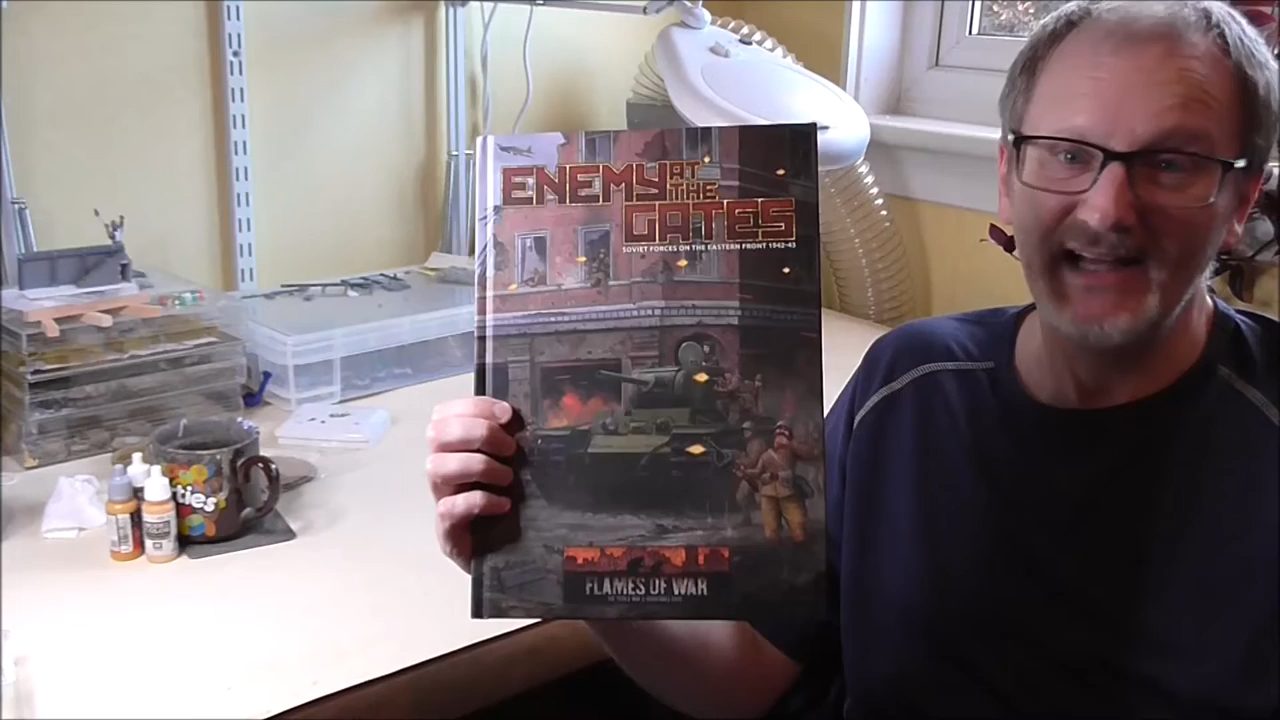 ENEMY AT THE GATES
SOVIET FORCES ON THE EASTERN FRONT 1942-43
FLAMES OF WAR
ties